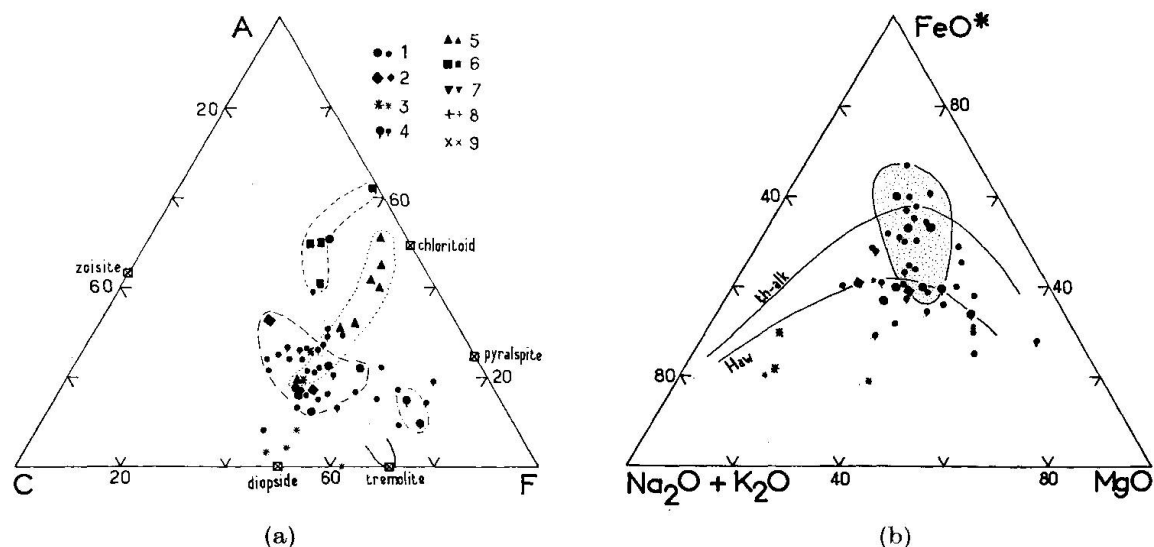 A
1
2
3
4
5
6
7
8
9
20
60
chloritoid
zoisite
60
pyralspite
20
C
20
diopside
60
tremolite
F
(a)
FeO*
80
40
th-alk
40
Haw
80
Na₂O + K₂O
40
80
MgO
(b)